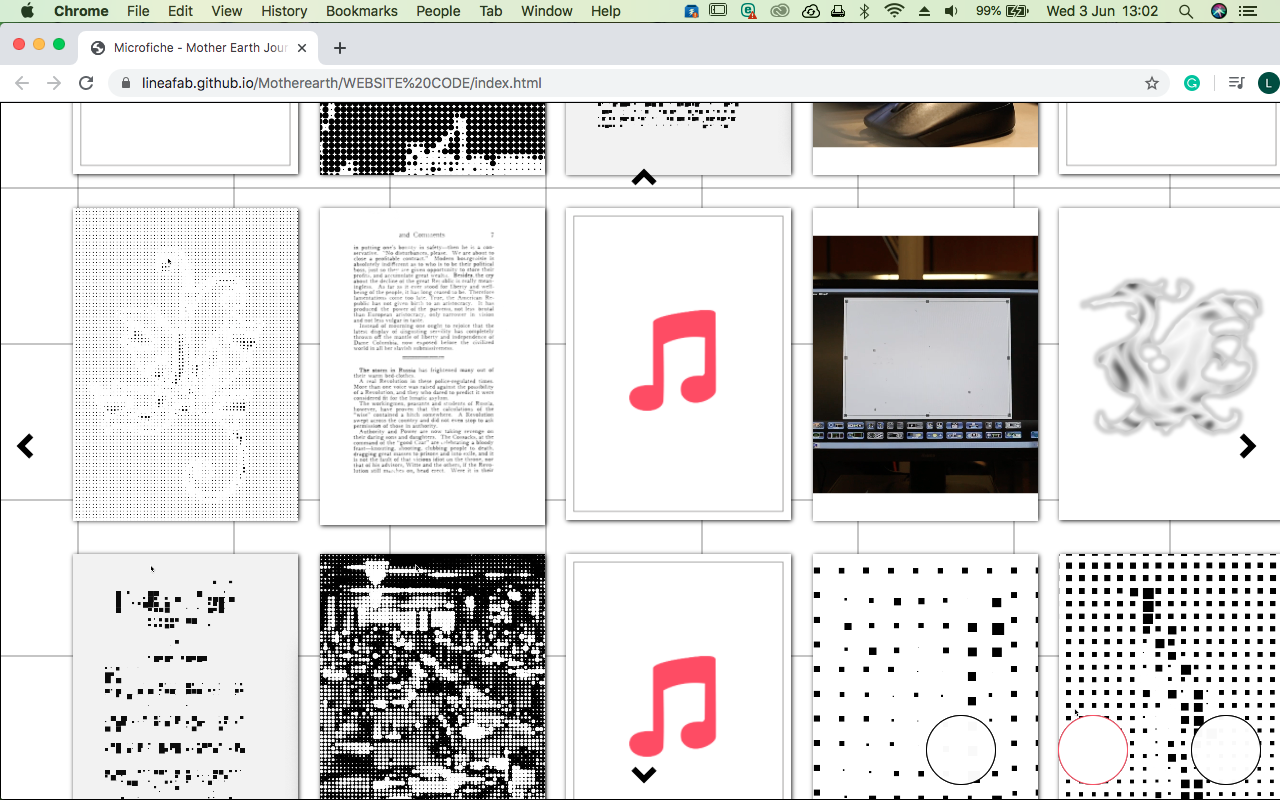 Chrome File Edit View History Bookmarks People Tab Window Help 99% Wed 3 Jun 13:02
Microfiche - Mother Earth Jour
lineafab.github.io/Motherearth/WEBSITE%20CODE/index.html
L
and Comments 7
in putting one's money in safety—then he is a con-
servative. "No disturbances, please. We are about to
close a profitable contract." Modern bourgeoism is
absolutely indifferent as to who is to be their political
boss, just so they are given opportunity to store their
profits, and accumulate great wealth. Besides the cry
about the decline of the great Republic is really mean-
ingless. As far as it ever stood for liberty and well-
being of the people, it has long ceased to be. Therefore
lamentations come too late. True, the American Re-
public has not given birth to an aristocracy. It has
produced the power of the parvenu, not less brutal
than European aristocracy, only narrower in vision
and not less vulgar in taste.
Instead of mourning one ought to rejoice that the
latest display of disgusting servility has completely
thrown off the mantle of liberty and independence of
Dame Columbia, now exposed before the civilized
world in all her slavish submissiveness.
The storm in Russia has frightened many out of
their warm bed-clothes.
A real Revolution in these police-regulated times.
More than one voice was raised against the possibility
of a Revolution, and they who dared to predict it were
considered fit for the lunatic asylum.
The workingmen, peasants and students of Russia,
however, have proven that the calculations of the
"wise" contained a hitch somewhere. A Revolution
swept across the country and did not even stop to ask
permission of those in authority.
Authority and Power are now taking revenge on
their daring sons and daughters. The Cossacks, at the
command of the "good Czar" are celebrating a bloody
feast—knouting, shooting, clubbing people to death,
dragging great masses to prisons and into exile, and it
is not the fault of that vicious idiot on the throne, nor
that of his advisors, Witte and the others, if the Revo-
lution still marches on, head erect. Were it in their